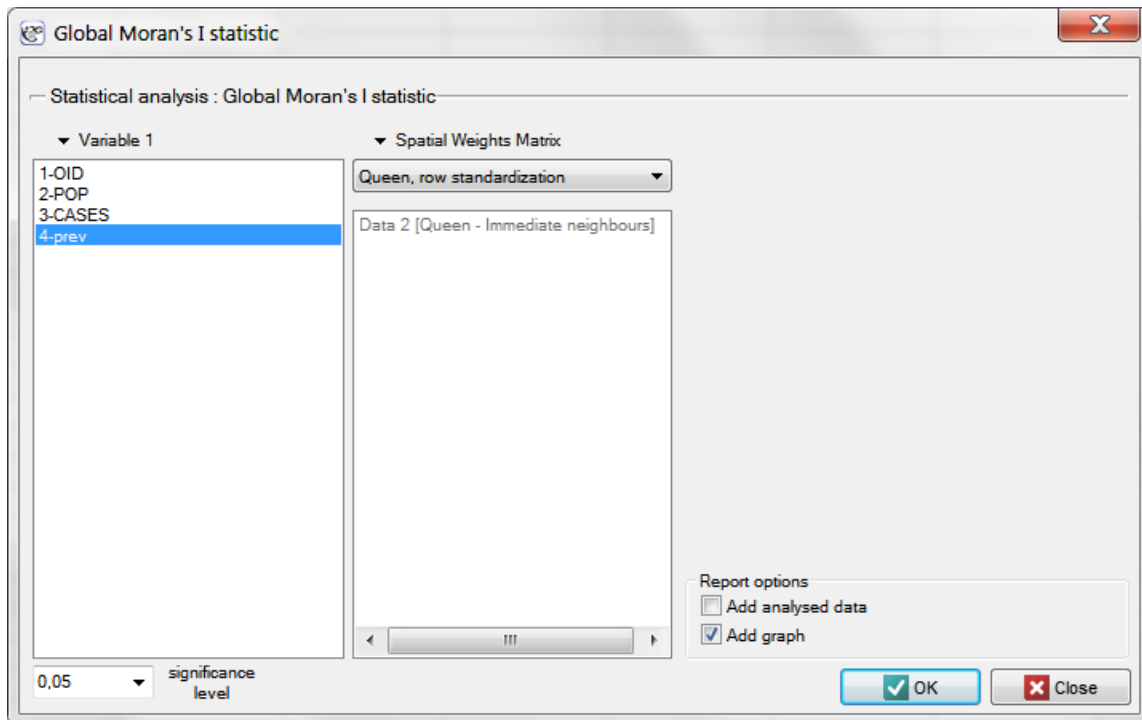 Global Moran's I statistic
Statistical analysis : Global Moran's I statistic
Variable 1
Spatial Weights Matrix
1-OID
2-POP
3-CASES
4-prev
Queen, row standardization
Data 2 [Queen - Immediate neighbours]
Report options
Add analysed data
Add graph
0,05
significance
level
OK
Close